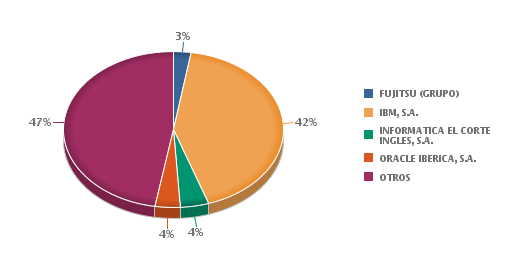 3%
47%
42%
4%
4%
FUJITSU (GRUPO)
IBM, S.A.
INFORMATICA EL CORTE
INGLES, S.A.
ORACLE IBERICA, S.A.
OTROS